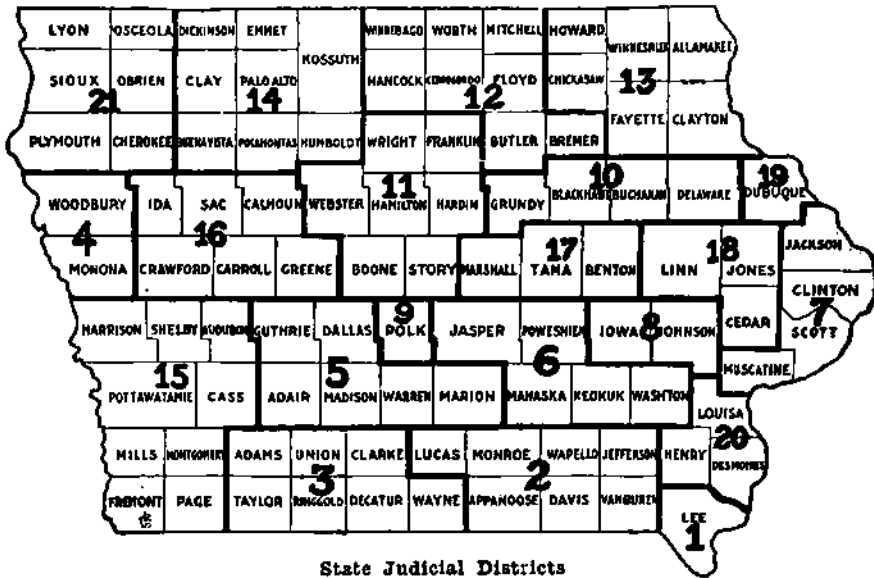 LYON OSCEOLA DICKINSON EMMET WINNEBAGO WORTH MITCHELL HOWARD
KOSSUTH WINNESHIEK ALLAMAKEE
SIOUX OBRIEN CLAY PALO ALTO HANCOCK FLOYD CHICKASAW 13
21 14 12
FAYETTE CLAYTON
PLYMOUTH CHEROKEE BUENAVISTA POCAHONTAS HUMBOLDT WRIGHT FRANKLIN BUTLER BREMER
11 10 19
WOODBURY IDA SAC CALHOUN WEBSTER HAMILTON HARDIN GRUNDY BLACKHAWK BUCHANAN DELAWARE DUBUQUE
4 16 17 18 JACKSON
MONONA CRAWFORD CARROLL GREENE BOONE STORY MARSHALL TAMA BENTON LINN JONES
CLINTON
9 8 7
HARRISON SHELBY AUDUBON GUTHRIE DALLAS POLK JASPER POWESHIEK IOWA JOHNSON CEDAR SCOTT
15 5 6 MUSCATINE
POTTAWATAMIE CASS ADAIR MADISON WARREN MARION MAHASKA KEOKUK WASHTON
LOUISA
20
MILLS MONTGOMERY ADAMS UNION CLARKE LUCAS MONROE WAPELLO JEFFERSON HENRY DESMOINES
3 2
FREMONT PAGE TAYLOR RINGGOLD DECATUR WAYNE APPANOOSE DAVIS VANBUREN
LEE
1
State Judicial Districts